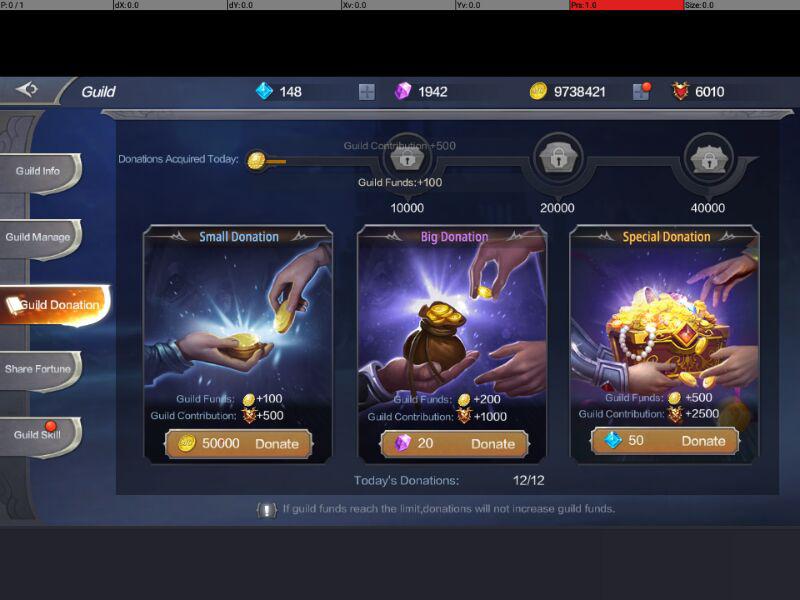 P: 0 / 1 dX: 0.0 dY: 0.0 Xv: 0.0 Yv: 0.0 Prs: 1.0 Size: 0.0
Guild 148 1942 9738421 6010
Guild Info
Guild Manage
Guild Donation
Share Fortune
Guild Skill
Guild Contribution +500
Donations Acquired Today:
Guild Funds:+100
10000 20000 40000
Small Donation
Guild Funds: +100
Guild Contribution: +500
50000 Donate
Big Donation
Guild Funds: +200
Guild Contribution: +1000
20 Donate
Special Donation
Guild Funds: +500
Guild Contribution: +2500
50 Donate
Today's Donations: 12/12
If guild funds reach the limit,donations will not increase guild funds.